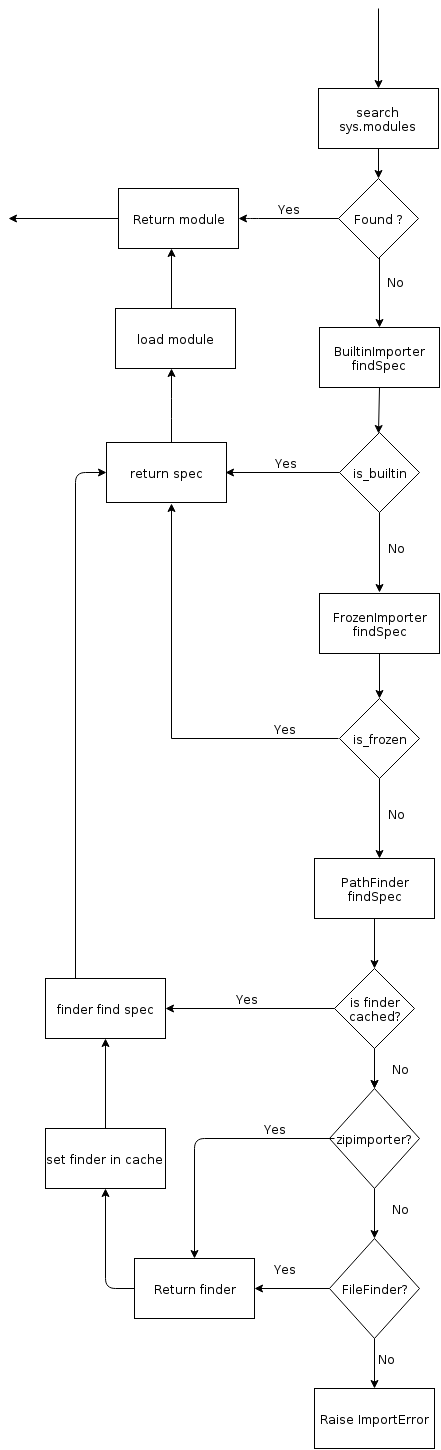 search
sys.modules
Return module
Yes
Found ?
No
load module
BuiltinImporter
findSpec
return spec
Yes
is_builtin
No
FrozenImporter
findSpec
Yes
is_frozen
No
PathFinder
findSpec
finder find spec
Yes
is finder
cached?
No
Yes
zipimporter?
set finder in cache
No
Return finder
Yes
FileFinder?
No
Raise ImportError